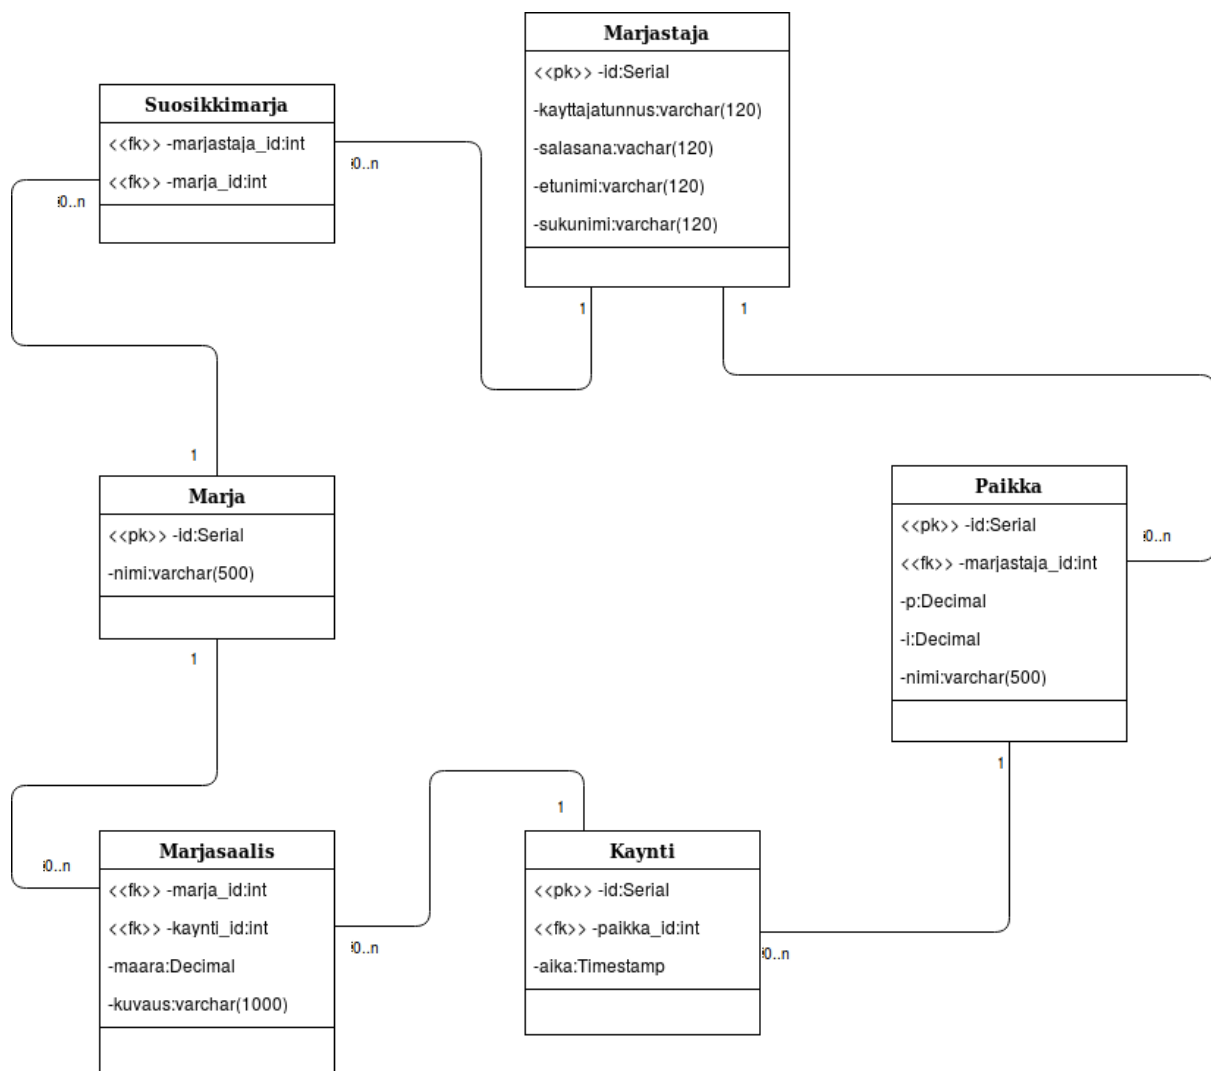 Marjastaja
<<pk>> -id:Serial
-kayttajatunnus:varchar(120)
-salasana:vachar(120)
-etunimi:varchar(120)
-sukunimi:varchar(120)
1
1
Suosikkimarja
<<fk>> -marjastaja_id:int
<<fk>> -marja_id:int
0..n
0..n
1
Marja
<<pk>> -id:Serial
-nimi:varchar(500)
1
Paikka
<<pk>> -id:Serial
<<fk>> -marjastaja_id:int
-p:Decimal
-i:Decimal
-nimi:varchar(500)
0..n
1
Marjasaalis
<<fk>> -marja_id:int
<<fk>> -kaynti_id:int
-maara:Decimal
-kuvaus:varchar(1000)
0..n
0..n
1
Kaynti
<<pk>> -id:Serial
<<fk>> -paikka_id:int
-aika:Timestamp
0..n